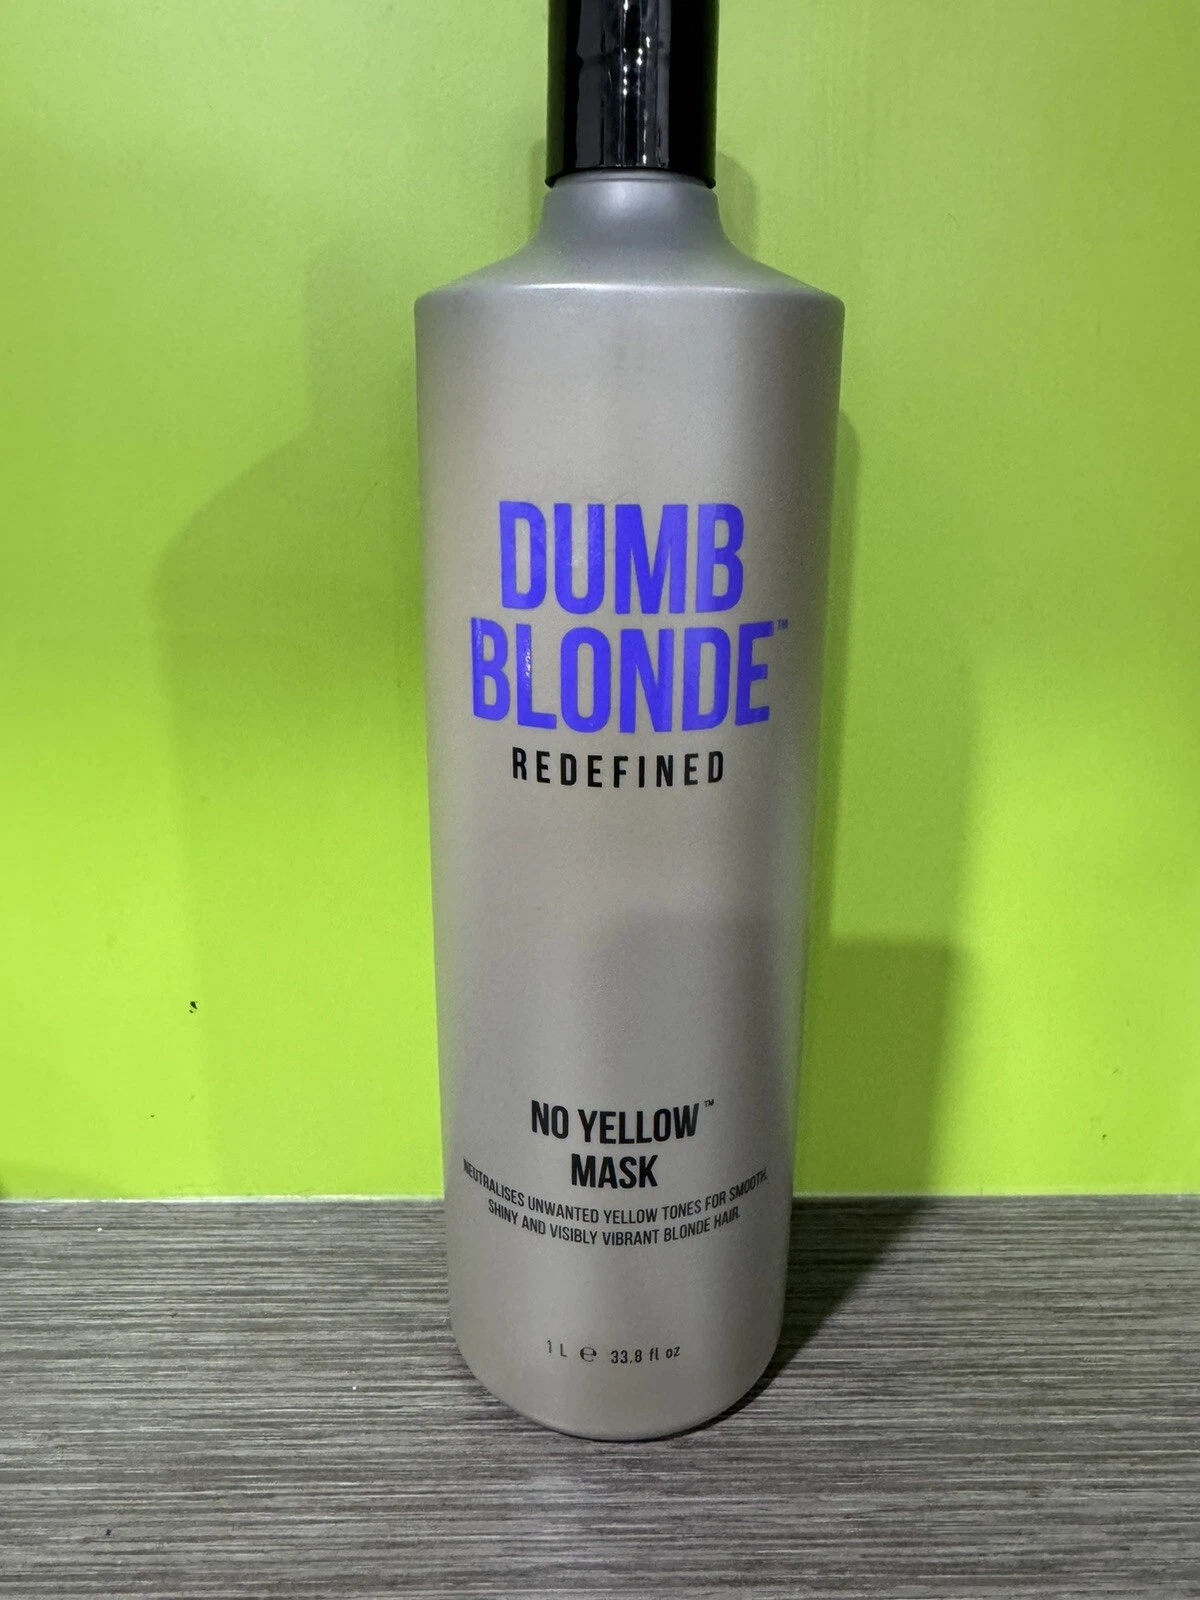 DUMB
BLONDE™
REDEFINED
NO YELLOW™
MASK
NEUTRALISES UNWANTED YELLOW TONES FOR SMOOTH,
SHINY AND VISIBLY VIBRANT BLONDE HAIR.
1 L ℮ 33.8 fl oz